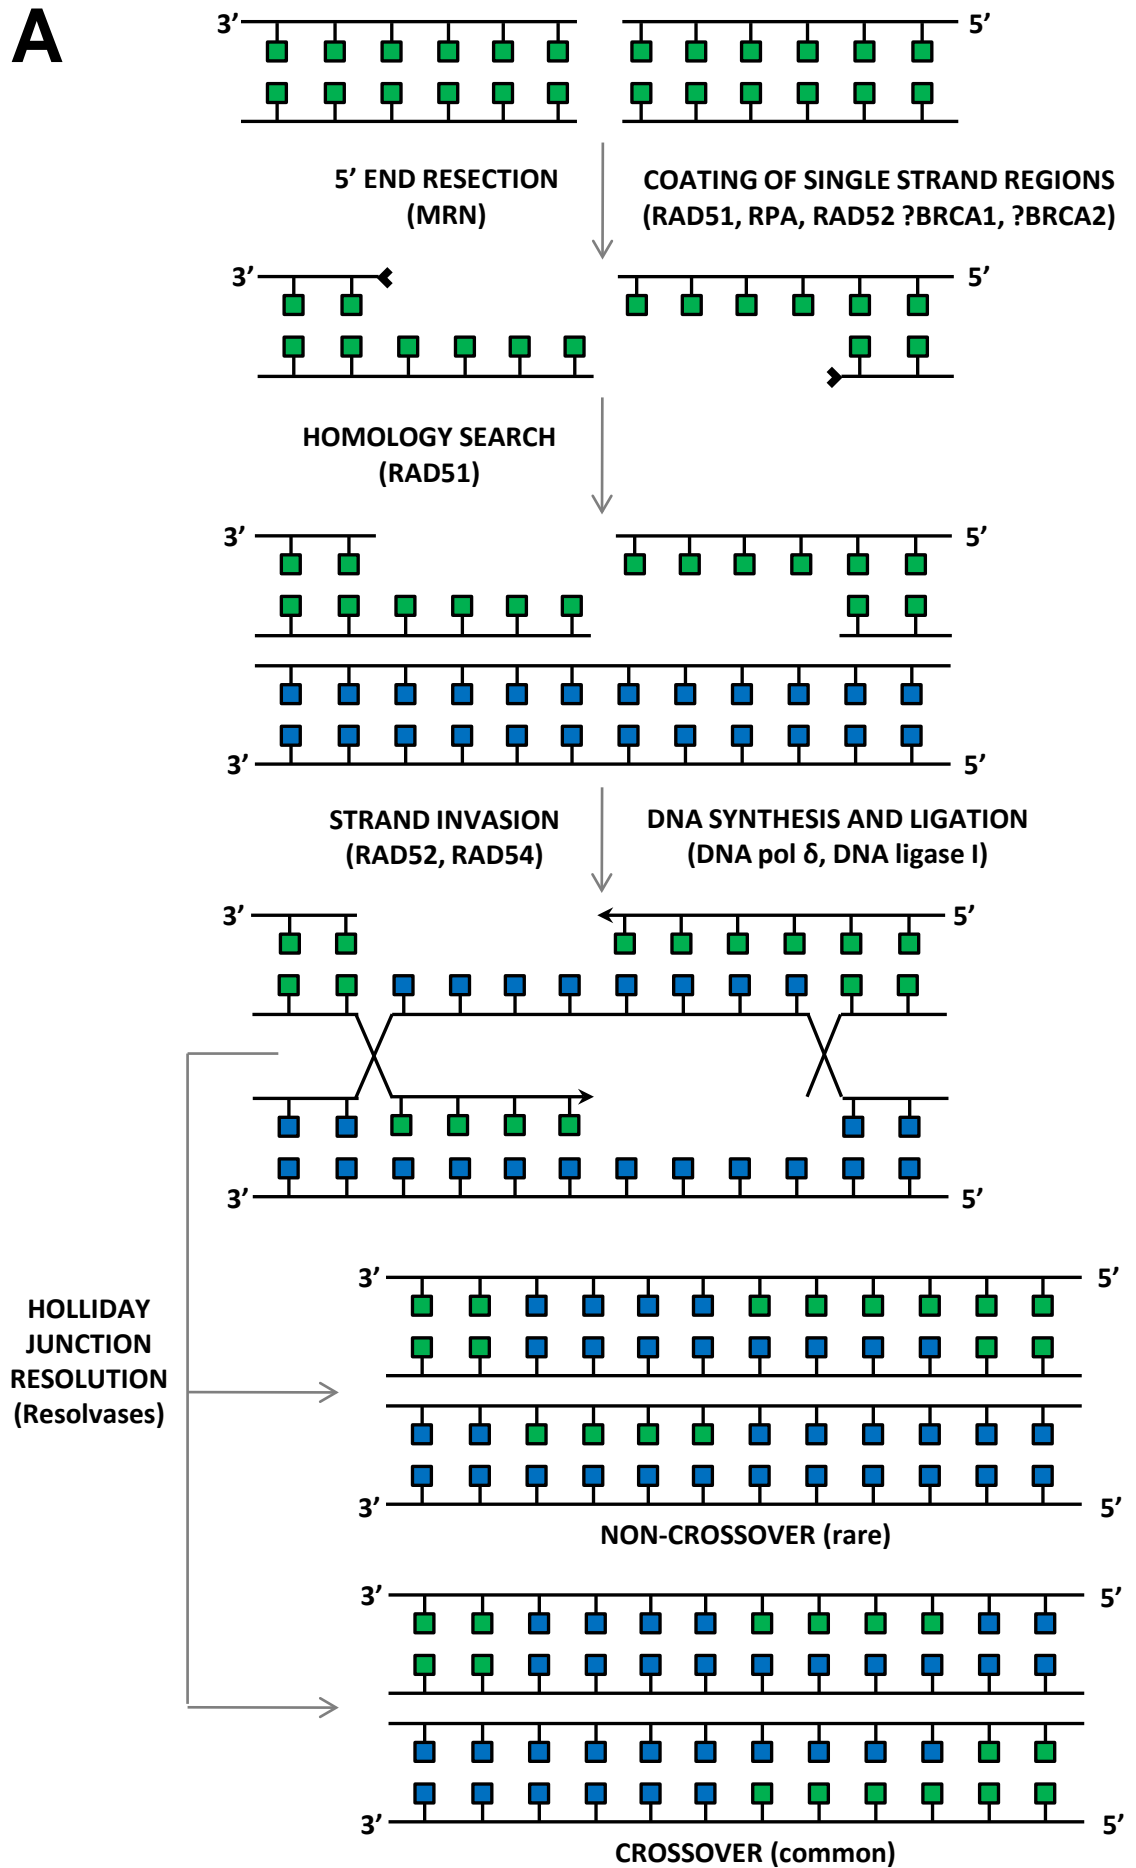 A
3’ 5’
5’ END RESECTION
(MRN)
COATING OF SINGLE STRAND REGIONS
(RAD51, RPA, RAD52 ?BRCA1, ?BRCA2)
3’ 5’
HOMOLOGY SEARCH
(RAD51)
3’ 5’
3’ 5’
STRAND INVASION
(RAD52, RAD54)
DNA SYNTHESIS AND LIGATION
(DNA pol δ, DNA ligase I)
3’ 5’
3’ 5’
HOLLIDAY
JUNCTION
RESOLUTION
(Resolvases)
3’ 5’
3’ 5’
NON-CROSSOVER (rare)
3’ 5’
3’ 5’
CROSSOVER (common)